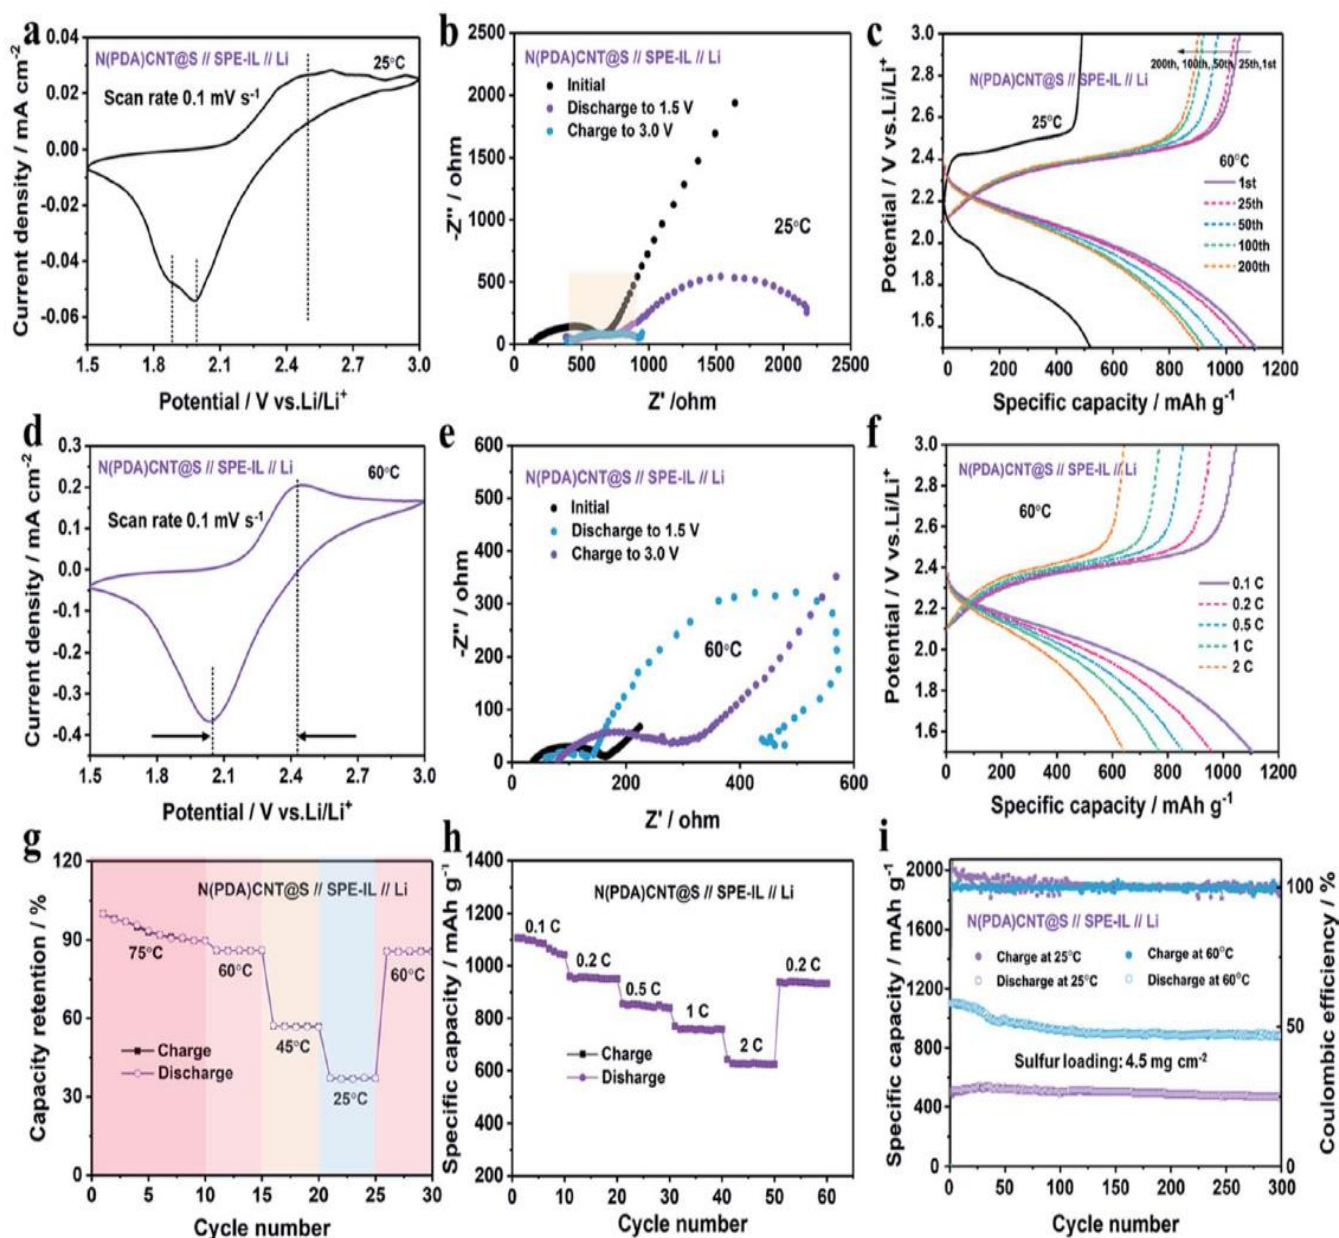 a
0.04
0.02
0.00
-0.02
-0.04
-0.06
Current density / mA cm⁻²
N(PDA)CNT@S // SPE-IL // Li
25°C
Scan rate 0.1 mV s⁻¹
1.5 1.8 2.1 2.4 2.7 3.0
Potential / V vs.Li/Li⁺
b
2500
2000
1500
1000
500
0
-Z'' / ohm
N(PDA)CNT@S // SPE-IL // Li
Initial
Discharge to 1.5 V
Charge to 3.0 V
25°C
0 500 1000 1500 2000 2500
Z' /ohm
c
3.0
2.8
2.6
2.4
2.2
2.0
1.8
1.6
Potential / V vs.Li/Li⁺
200th, 100th, 50th, 25th,1st
N(PDA)CNT@S // SPE-IL // Li
25°C
60°C
1st
25th
50th
100th
200th
0 200 400 600 800 1000 1200
Specific capacity / mAh g⁻¹
d
0.3
0.2
0.1
0.0
-0.1
-0.2
-0.3
-0.4
Current density / mA cm⁻²
N(PDA)CNT@S // SPE-IL // Li
60°C
Scan rate 0.1 mV s⁻¹
1.5 1.8 2.1 2.4 2.7 3.0
Potential / V vs.Li/Li⁺
e
600
500
400
300
200
100
0
-Z'' / ohm
N(PDA)CNT@S // SPE-IL // Li
Initial
Discharge to 1.5 V
Charge to 3.0 V
60°C
0 200 400 600
Z' / ohm
f
3.0
2.8
2.6
2.4
2.2
2.0
1.8
1.6
Potential / V vs.Li/Li⁺
N(PDA)CNT@S // SPE-IL // Li
60°C
0.1 C
0.2 C
0.5 C
1 C
2 C
0 200 400 600 800 1000 1200
Specific capacity / mAh g⁻¹
g
120
90
60
30
0
Capacity retention / %
N(PDA)CNT@S // SPE-IL // Li
75°C
60°C
45°C
25°C
60°C
Charge
Discharge
0 5 10 15 20 25 30
Cycle number
h
1400
1200
1000
800
600
400
200
Specific capacity / mAh g⁻¹
N(PDA)CNT@S // SPE-IL // Li
0.1 C
0.2 C
0.5 C
1 C
2 C
0.2 C
Charge
Disharge
0 10 20 30 40 50 60
Cycle number
i
2000
1600
1200
800
400
0
Specific capacity / mAh g⁻¹
100
50
0
Coulombic efficiency / %
N(PDA)CNT@S // SPE-IL // Li
Charge at 25°C
Charge at 60°C
Discharge at 25°C
Discharge at 60°C
Sulfur loading: 4.5 mg cm⁻²
0 50 100 150 200 250 300
Cycle number